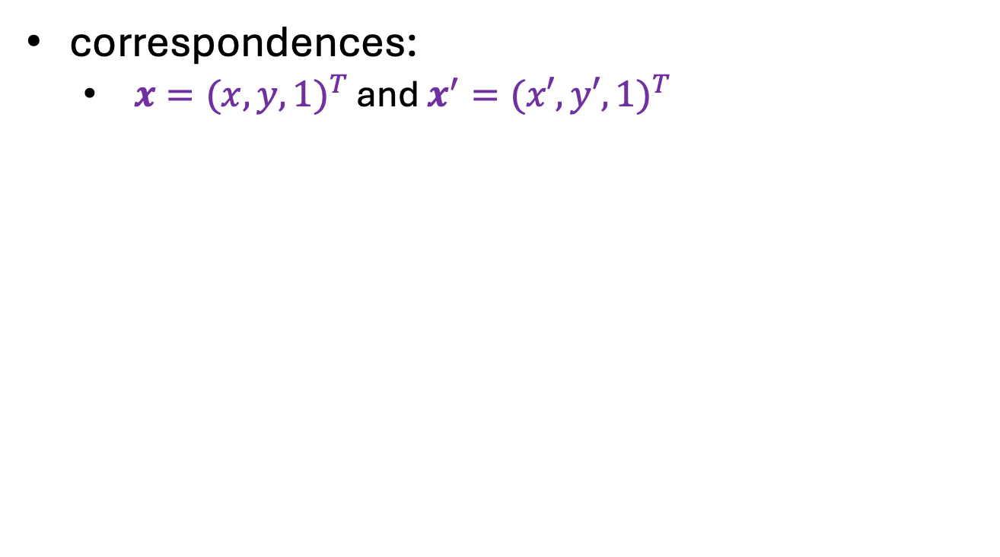 • correspondences:
• 𝒙 = (x, y, 1)ᵀ and 𝒙′ = (x′, y′, 1)ᵀ